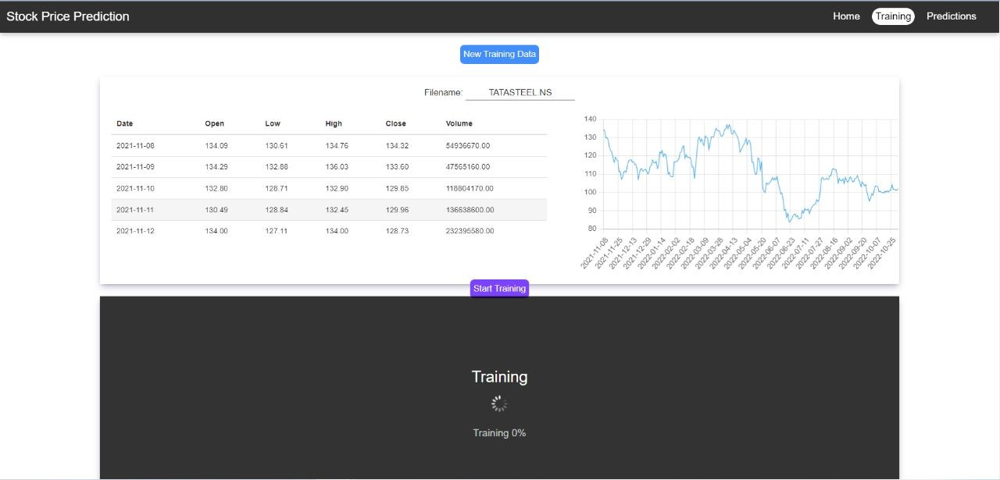 Stock Price Prediction Home Training Predictions
New Training Data
Filename: TATASTEEL.NS
Date Open Low High Close Volume
2021-11-08 134.09 130.61 134.76 134.32 54936670.00
2021-11-09 134.29 132.88 136.03 133.60 47565160.00
2021-11-10 132.80 128.71 132.90 129.85 118804170.00
2021-11-11 130.49 128.84 132.45 129.96 136638600.00
2021-11-12 134.00 127.11 134.00 128.73 232395580.00
140
130
120
110
100
90
80
2021-11-08
2021-11-25
2021-12-13
2021-12-29
2022-01-14
2022-02-02
2022-02-18
2022-03-09
2022-03-28
2022-04-13
2022-05-04
2022-05-20
2022-06-07
2022-06-23
2022-07-11
2022-07-27
2022-08-16
2022-09-02
2022-09-20
2022-10-07
2022-10-25
Start Training
Training
Training 0%